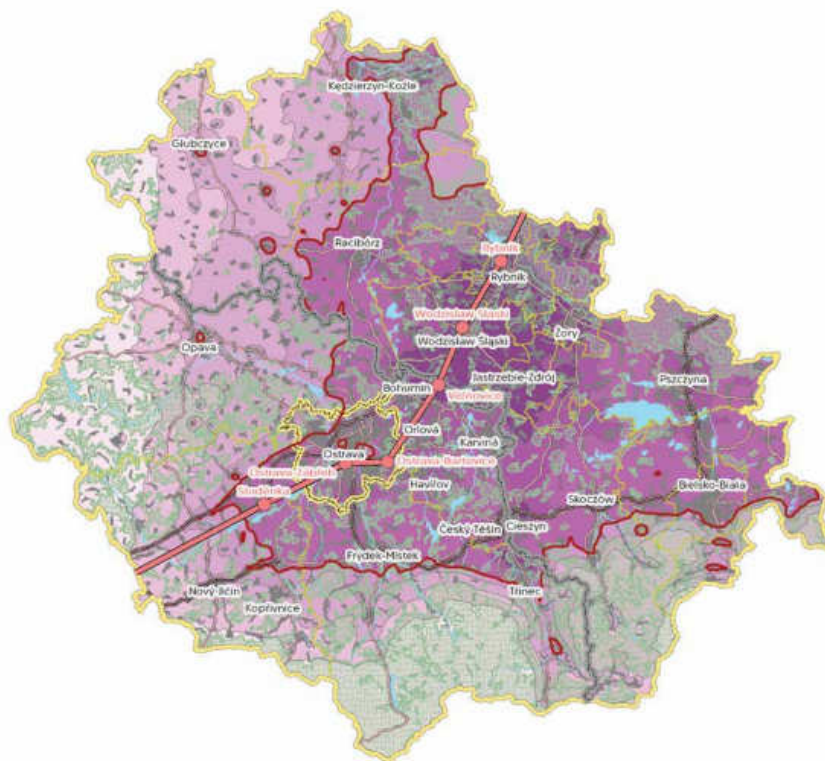 Kędzierzyn-Koźle
Głubczyce
Racibórz
Rybnik
Rybnik
Wodzisław Śląski
Wodzisław Śląski
Żory
Opava
Jastrzębie-Zdrój
Pszczyna
Bohumín
Věřňovice
Orlová
Karviná
Ostrava
Ostrava-Zábřeh
Ostrava-Bartovice
Studénka
Havířov
Bielsko-Biała
Skoczów
Český Těšín
Cieszyn
Frýdek-Místek
Nový Jičín
Třinec
Kopřivnice